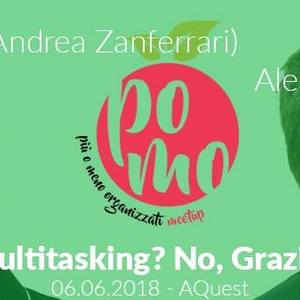 Andrea Zanferrari)
Ale
po
mo
più o meno organizzati meetup
ultitasking? No, Grazi
06.06.2018 - AQuest